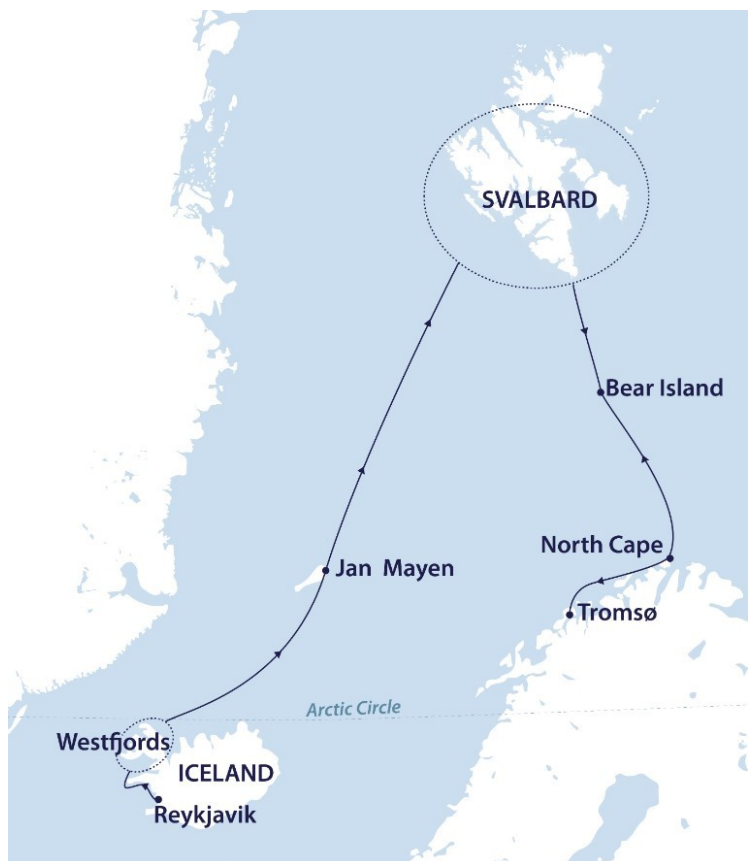 SVALBARD
Bear Island
North Cape
Jan Mayen
Tromsø
Arctic Circle
Westfjords
ICELAND
Reykjavik